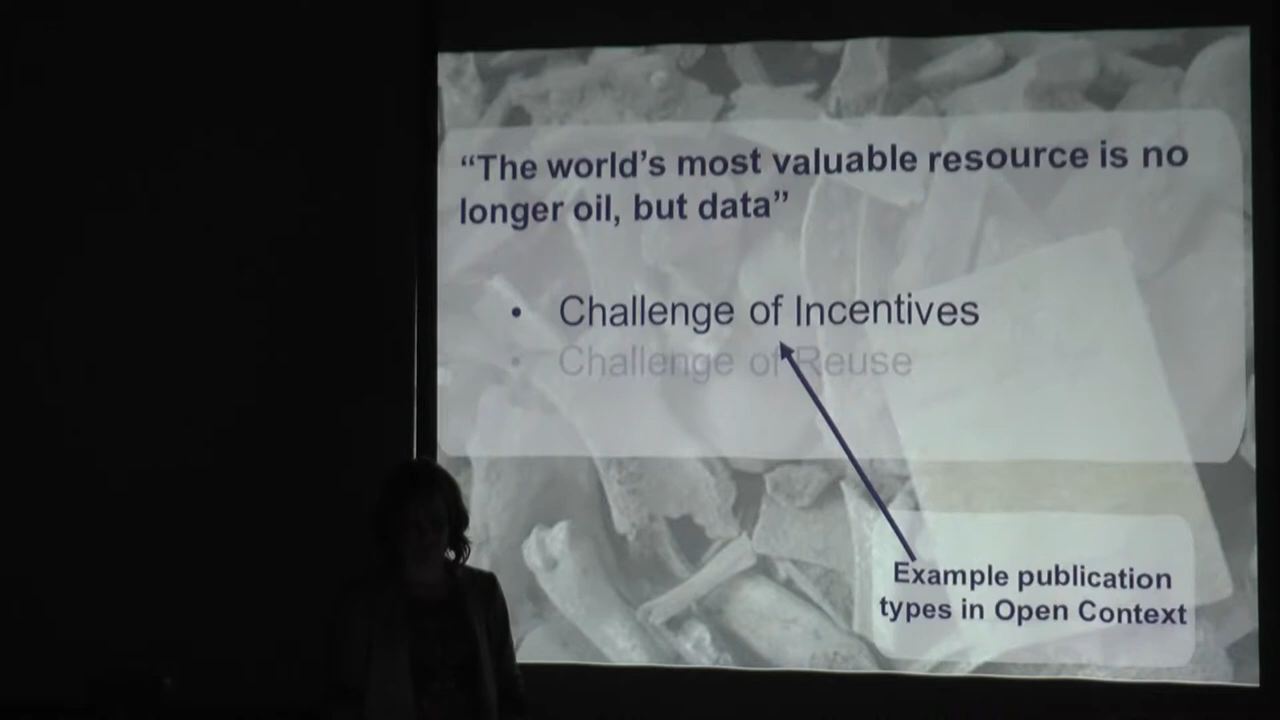 “The world’s most valuable resource is no
longer oil, but data”
• Challenge of Incentives
• Challenge of Reuse
Example publication
types in Open Context